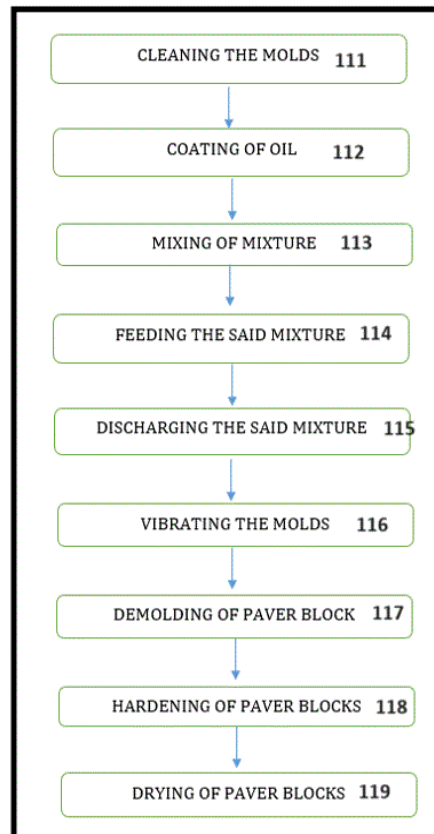 CLEANING THE MOLDS 111
COATING OF OIL 112
MIXING OF MIXTURE 113
FEEDING THE SAID MIXTURE 114
DISCHARGING THE SAID MIXTURE 115
VIBRATING THE MOLDS 116
DEMOLDING OF PAVER BLOCK 117
HARDENING OF PAVER BLOCKS 118
DRYING OF PAVER BLOCKS 119